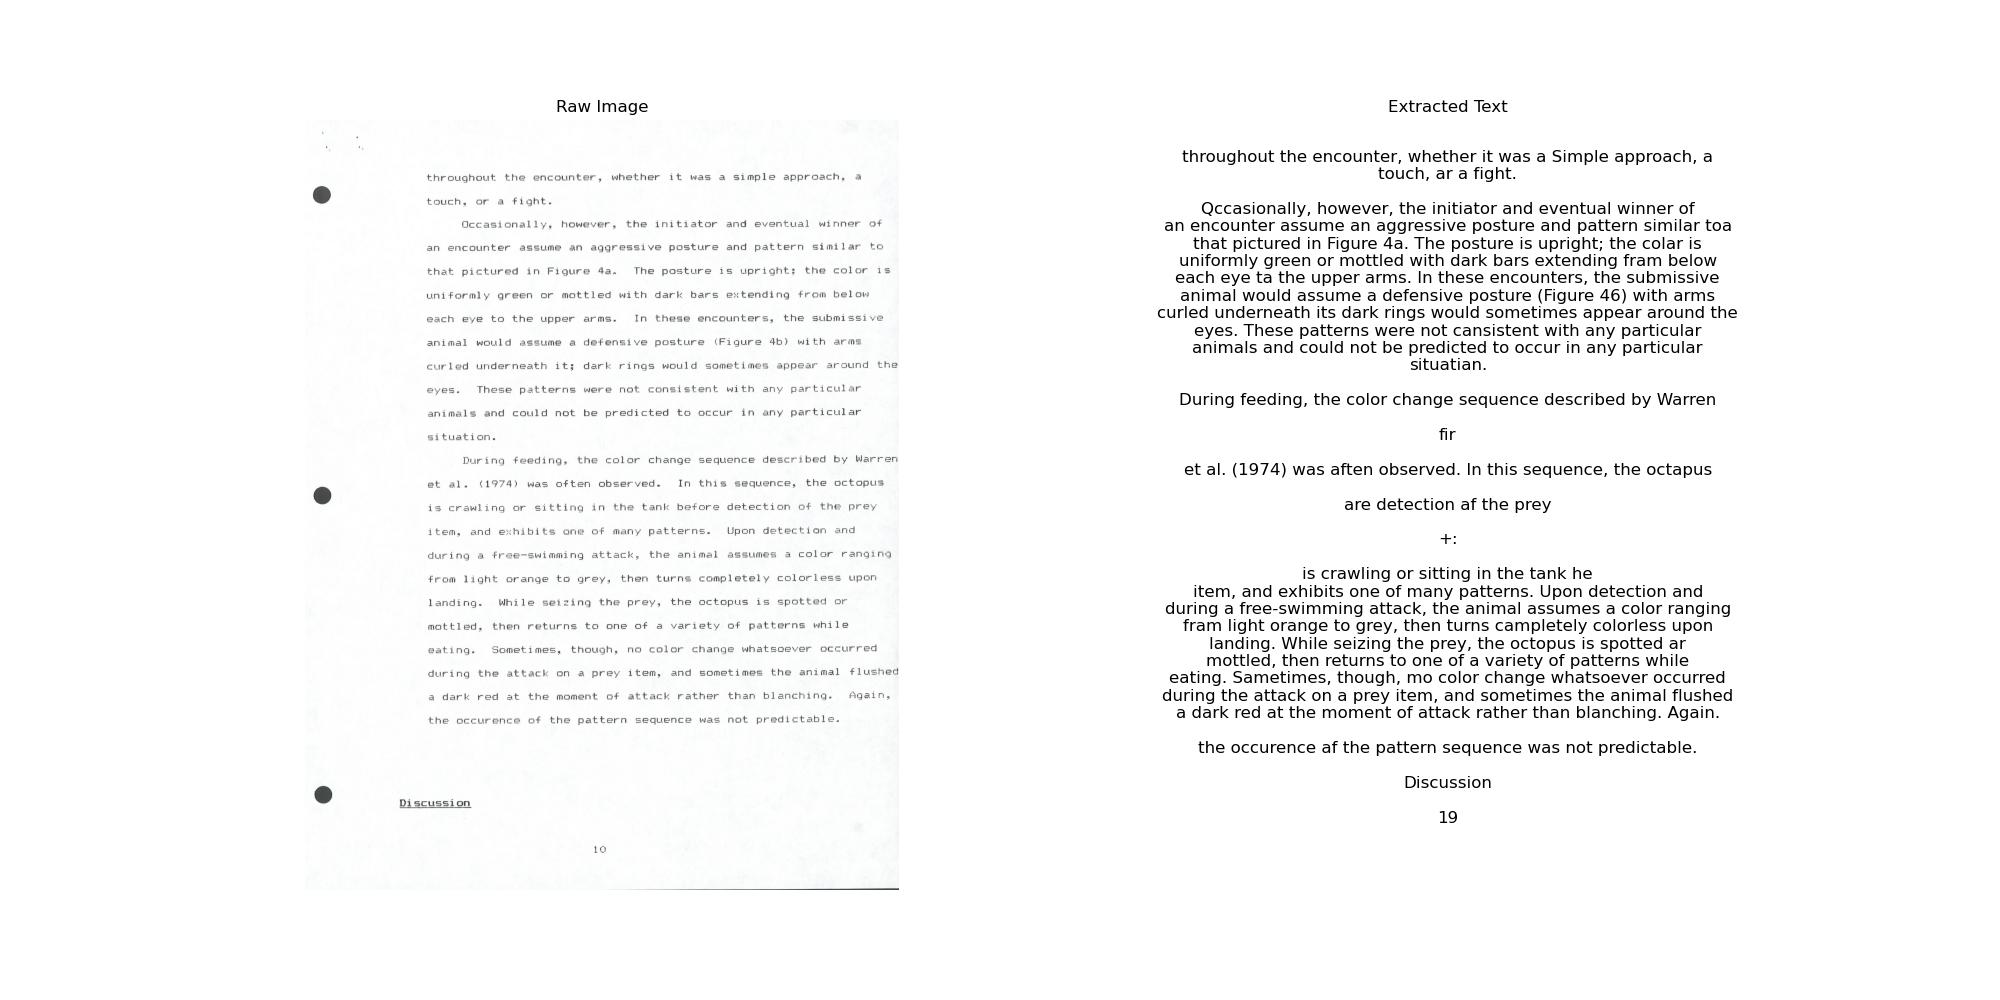 Raw Image
throughout the encounter, whether it was a simple approach, a
touch, or a fight.
Occasionally, however, the initiator and eventual winner of
an encounter assume an aggressive posture and pattern similar to
that pictured in Figure 4a. The posture is upright; the color is
uniformly green or mottled with dark bars extending from below
each eye to the upper arms. In these encounters, the submissive
animal would assume a defensive posture (Figure 4b) with arms
curled underneath it; dark rings would sometimes appear around the
eyes. These patterns were not consistent with any particular
animals and could not be predicted to occur in any particular
situation.
During feeding, the color change sequence described by Warren
et al. (1974) was often observed. In this sequence, the octopus
is crawling or sitting in the tank before detection of the prey
item, and exhibits one of many patterns. Upon detection and
during a free-swimming attack, the animal assumes a color ranging
from light orange to grey, then turns completely colorless upon
landing. While seizing the prey, the octopus is spotted or
mottled, then returns to one of a variety of patterns while
eating. Sometimes, though, no color change whatsoever occurred
during the attack on a prey item, and sometimes the animal flushed
a dark red at the moment of attack rather than blanching. Again,
the occurence of the pattern sequence was not predictable.
Discussion
10
Extracted Text
throughout the encounter, whether it was a Simple approach, a
touch, ar a fight.
Qccasionally, however, the initiator and eventual winner of
an encounter assume an aggressive posture and pattern similar toa
that pictured in Figure 4a. The posture is upright; the colar is
uniformly green or mottled with dark bars extending fram below
each eye ta the upper arms. In these encounters, the submissive
animal would assume a defensive posture (Figure 46) with arms
curled underneath its dark rings would sometimes appear around the
eyes. These patterns were not cansistent with any particular
animals and could not be predicted to occur in any particular
situatian.
During feeding, the color change sequence described by Warren
fir
et al. (1974) was aften observed. In this sequence, the octapus
are detection af the prey
+:
is crawling or sitting in the tank he
item, and exhibits one of many patterns. Upon detection and
during a free-swimming attack, the animal assumes a color ranging
fram light orange to grey, then turns campletely colorless upon
landing. While seizing the prey, the octopus is spotted ar
mottled, then returns to one of a variety of patterns while
eating. Sametimes, though, mo color change whatsoever occurred
during the attack on a prey item, and sometimes the animal flushed
a dark red at the moment of attack rather than blanching. Again.
the occurence af the pattern sequence was not predictable.
Discussion
19